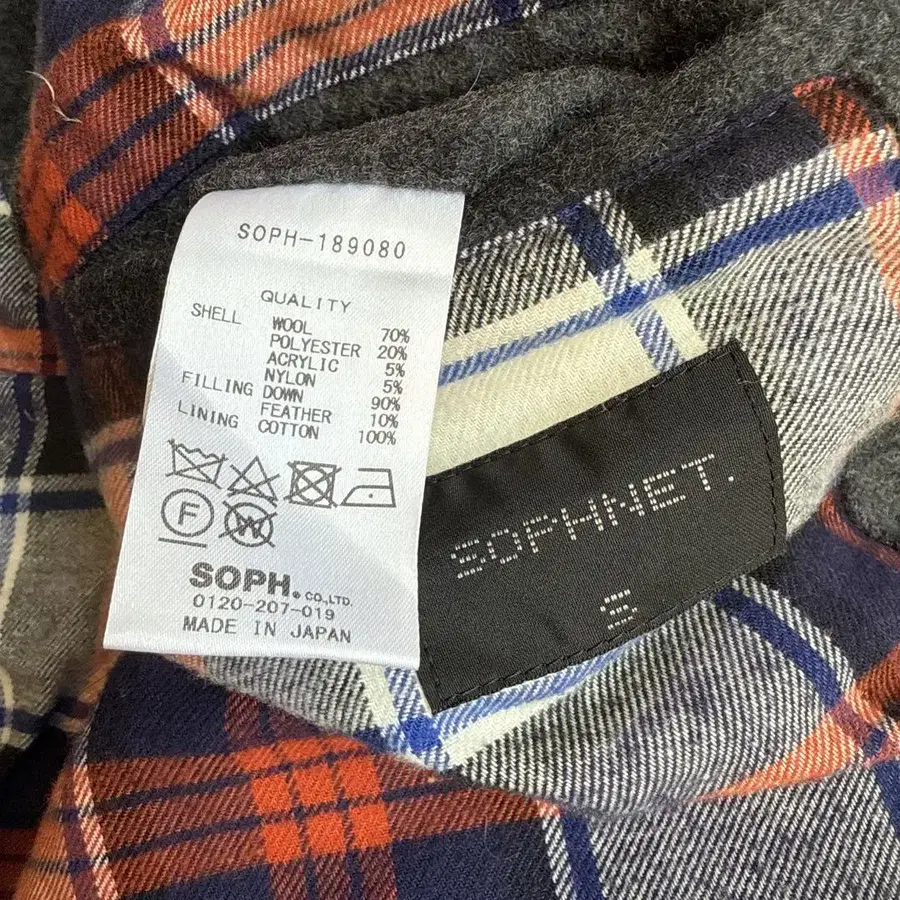 SOPH-189080
QUALITY
SHELL WOOL 70%
POLYESTER 20%
ACRYLIC 5%
NYLON 5%
FILLING DOWN 90%
FEATHER 10%
LINING COTTON 100%
F W
SOPH. CO.,LTD.
0120-207-019
MADE IN JAPAN
SOPHNET.
S